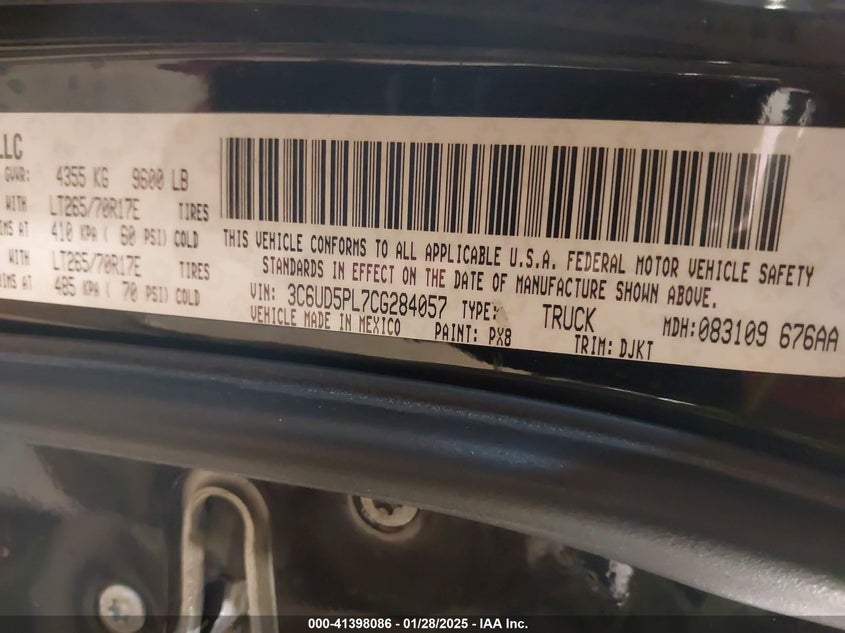 LLC
GVWR: 4355 KG 9600 LB
WITH LT265/70R17E TIRES
IMS AT 410 KPA ( 60 PSI) COLD
WITH LT265/70R17E TIRES
IMS AT 485 KPA ( 70 PSI) COLD
THIS VEHICLE CONFORMS TO ALL APPLICABLE U.S.A. FEDERAL MOTOR VEHICLE SAFETY
STANDARDS IN EFFECT ON THE DATE OF MANUFACTURE SHOWN ABOVE.
VIN: 3C6UD5PL7CG284057 TYPE: TRUCK MDH:083109 676AA
VEHICLE MADE IN MEXICO PAINT: PX8 TRIM: DJKT
000-41398086 - 01/28/2025 - IAA Inc.